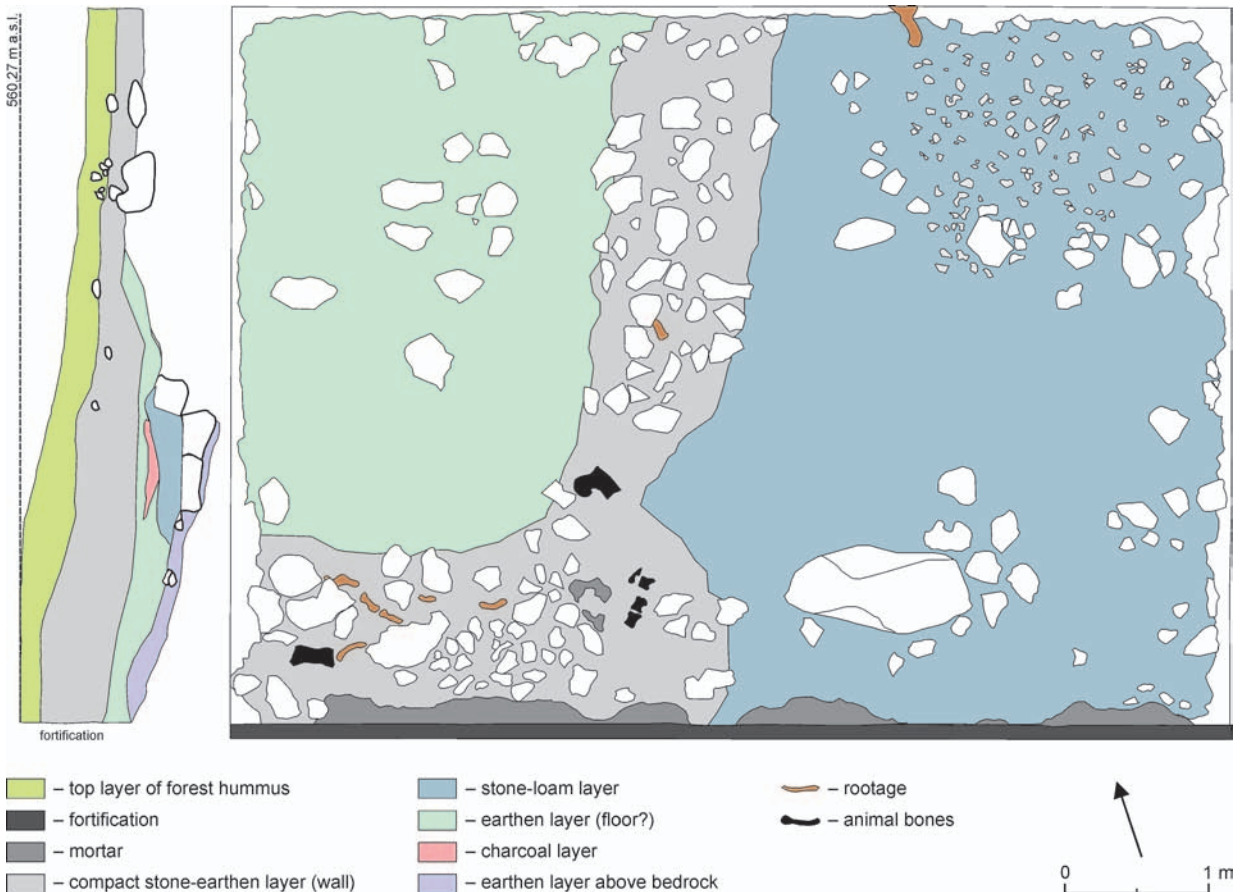 560.27 m a.s.l.
fortification
– top layer of forest hummus
– fortification
– mortar
– compact stone-earthen layer (wall)
– stone-loam layer
– earthen layer (floor?)
– charcoal layer
– earthen layer above bedrock
– rootage
– animal bones
0 1 m